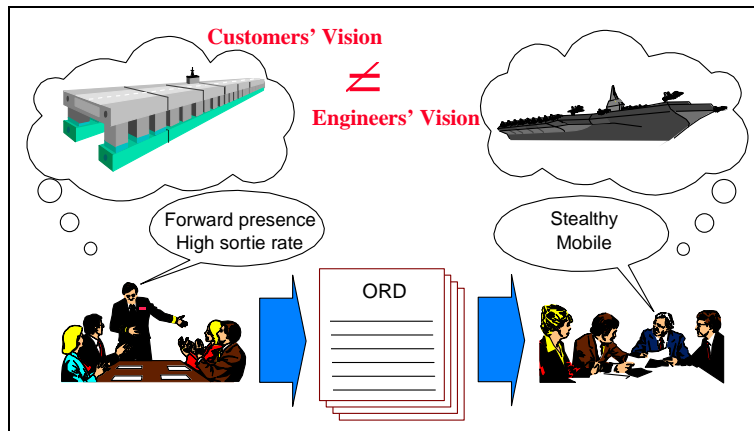 Customers’ Vision
≠
Engineers’ Vision
Forward presence
High sortie rate
Stealthy
Mobile
ORD